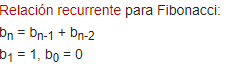 Relación recurrente para Fibonacci:
bn = bn-1 + bn-2
b1 = 1, b0 = 0